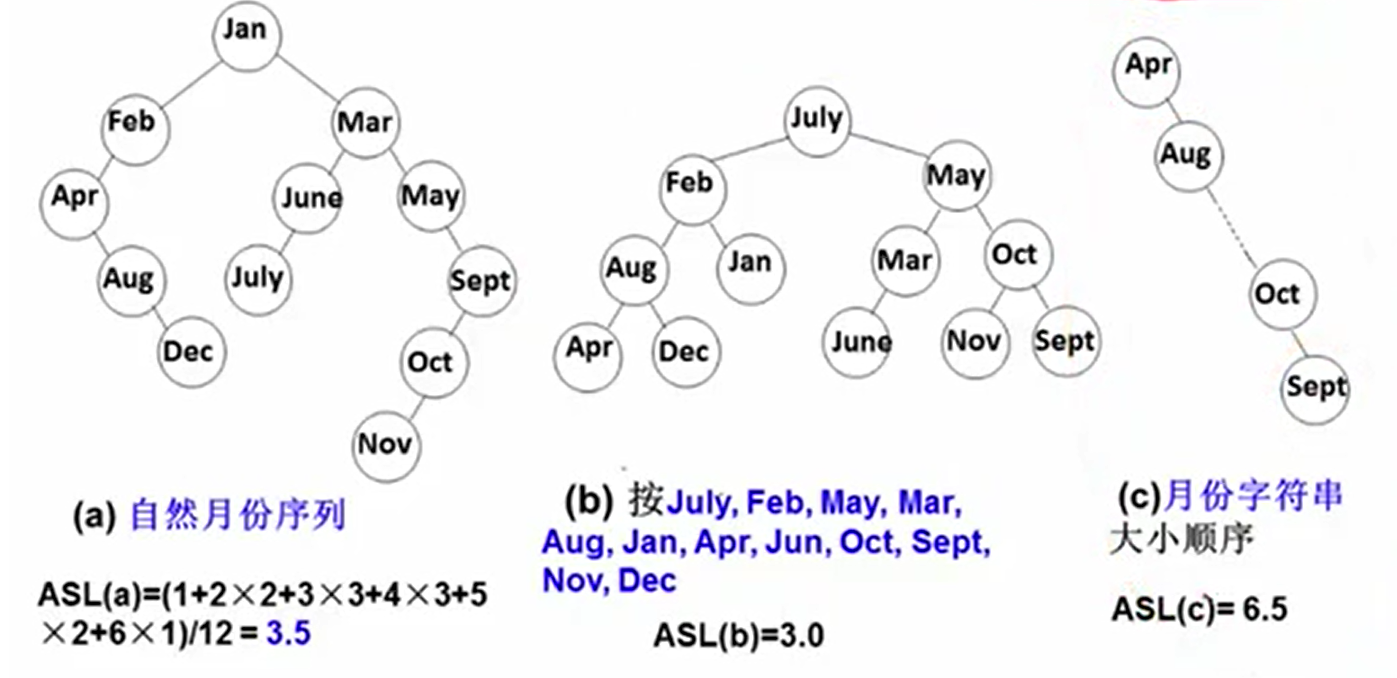 Jan
Feb
Mar
Apr
June
May
Aug
July
Sept
Dec
Oct
Nov
(a) 自然月份序列
ASL(a)=(1+2×2+3×3+4×3+5
×2+6×1)/12 = 3.5
July
Feb
May
Aug
Jan
Mar
Oct
Apr
Dec
June
Nov
Sept
(b) 按July, Feb, May, Mar,
Aug, Jan, Apr, Jun, Oct, Sept,
Nov, Dec
ASL(b)=3.0
Apr
Aug
Oct
Sept
(c)月份字符串
大小顺序
ASL(c)= 6.5